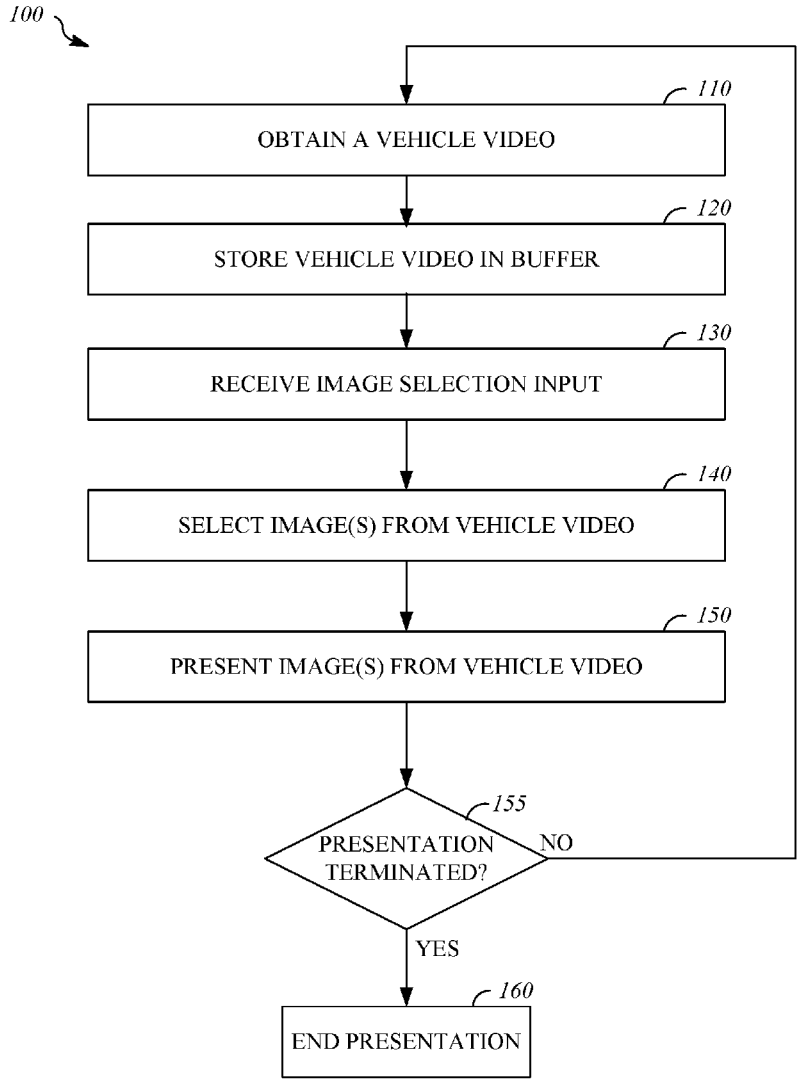 100
110
OBTAIN A VEHICLE VIDEO
120
STORE VEHICLE VIDEO IN BUFFER
130
RECEIVE IMAGE SELECTION INPUT
140
SELECT IMAGE(S) FROM VEHICLE VIDEO
150
PRESENT IMAGE(S) FROM VEHICLE VIDEO
155
PRESENTATION
TERMINATED?
NO
YES
160
END PRESENTATION